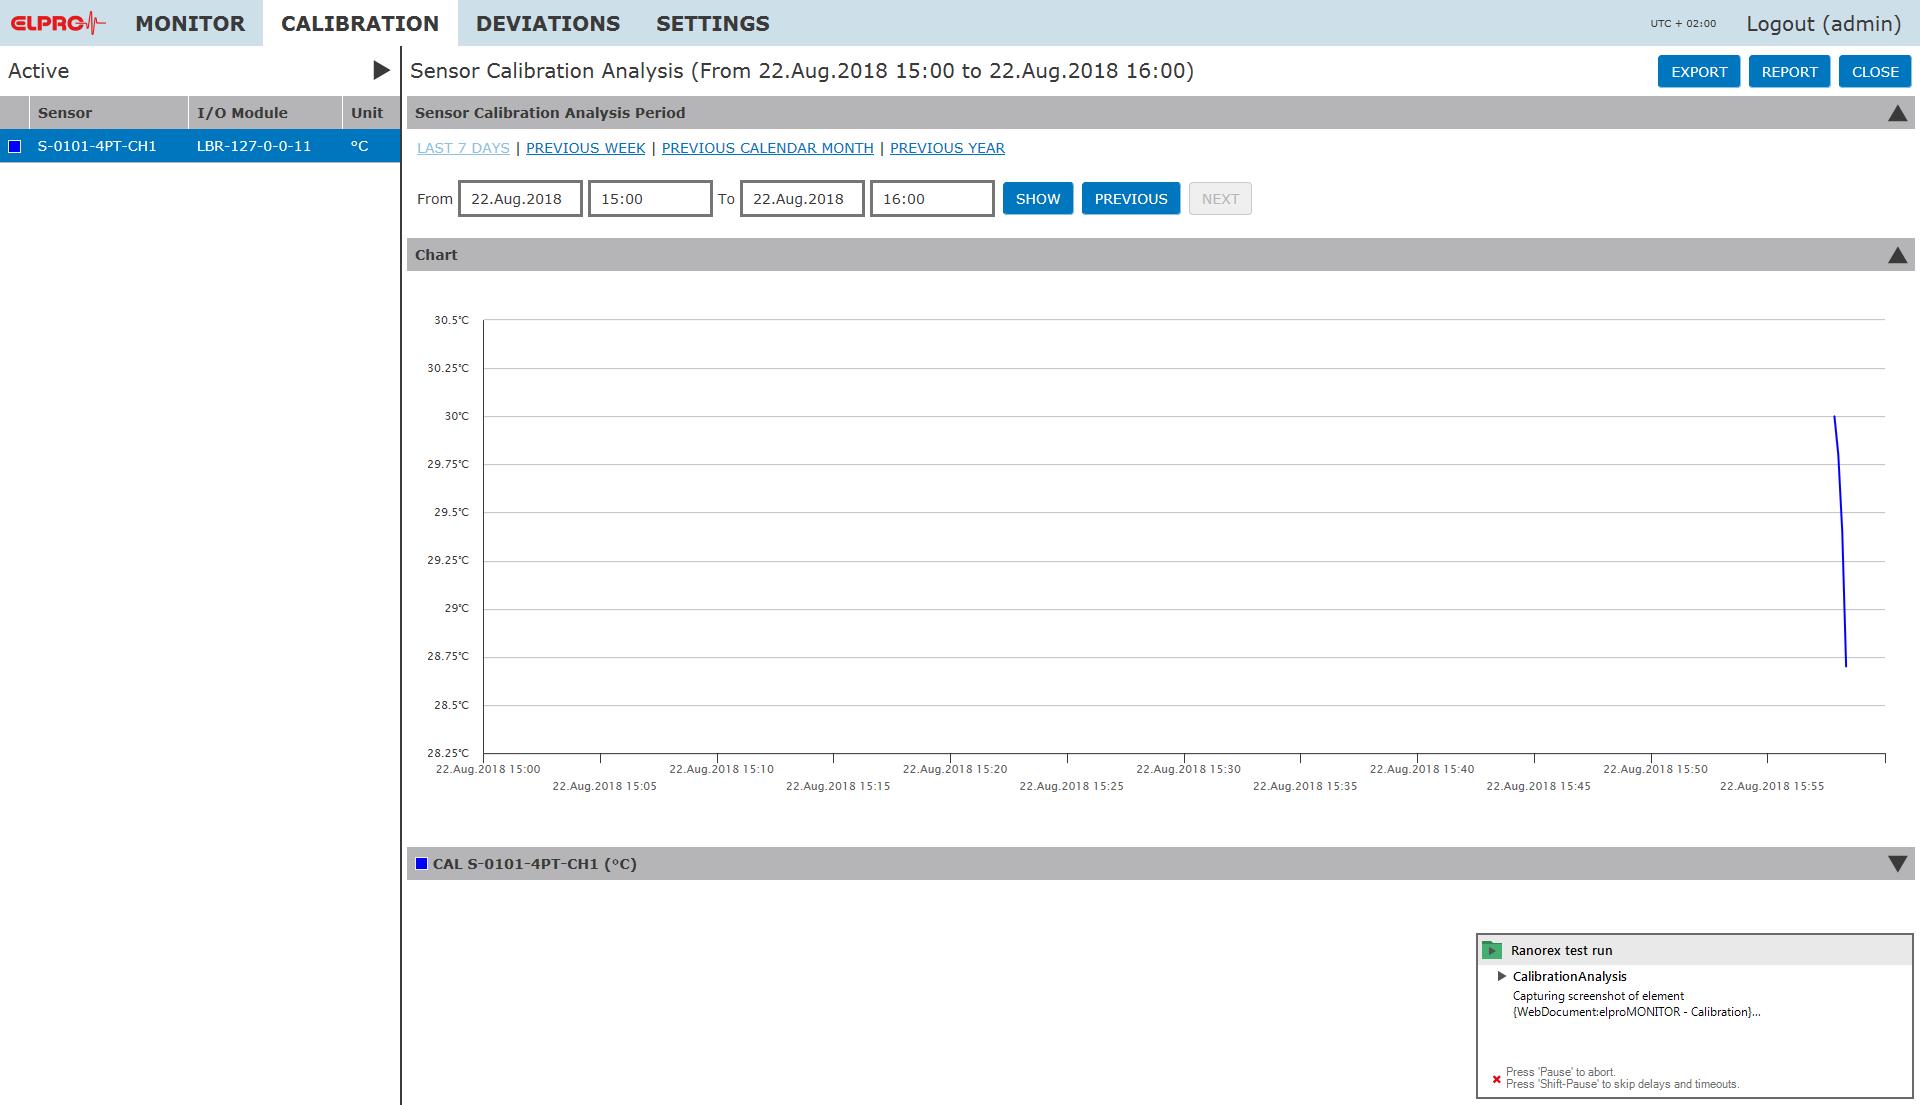 ELPRO MONITOR CALIBRATION DEVIATIONS SETTINGS UTC + 02:00 Logout (admin)
Active
Sensor Calibration Analysis (From 22.Aug.2018 15:00 to 22.Aug.2018 16:00) EXPORT REPORT CLOSE
Sensor I/O Module Unit
S-0101-4PT-CH1 LBR-127-0-0-11 °C
Sensor Calibration Analysis Period
LAST 7 DAYS | PREVIOUS WEEK | PREVIOUS CALENDAR MONTH | PREVIOUS YEAR
From 22.Aug.2018 15:00 To 22.Aug.2018 16:00 SHOW PREVIOUS NEXT
Chart
30.5°C
30.25°C
30°C
29.75°C
29.5°C
29.25°C
29°C
28.75°C
28.5°C
28.25°C
22.Aug.2018 15:00 22.Aug.2018 15:10 22.Aug.2018 15:20 22.Aug.2018 15:30 22.Aug.2018 15:40 22.Aug.2018 15:50
22.Aug.2018 15:05 22.Aug.2018 15:15 22.Aug.2018 15:25 22.Aug.2018 15:35 22.Aug.2018 15:45 22.Aug.2018 15:55
CAL S-0101-4PT-CH1 (°C)
Ranorex test run
CalibrationAnalysis
Capturing screenshot of element
{WebDocument:elproMONITOR - Calibration}...
Press 'Pause' to abort.
Press 'Shift-Pause' to skip delays and timeouts.